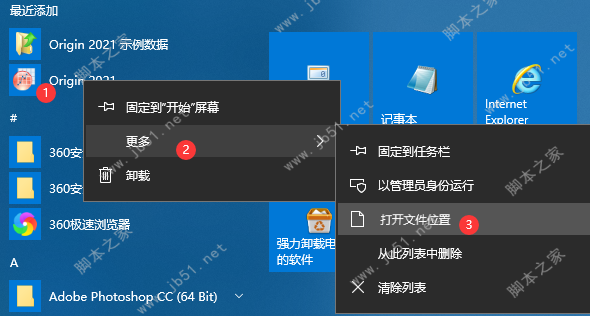 最近添加
Origin 2021 示例数据
Origin 2021
1
#
360安
360安
360极速浏览器
A
Adobe Photoshop CC (64 Bit)
固定到"开始"屏幕
更多
2
卸载
记事本
Internet
Explorer
强力卸载电
的软件
固定到任务栏
以管理员身份运行
打开文件位置
3
从此列表中删除
清除列表
脚本之家
www.jb51.net